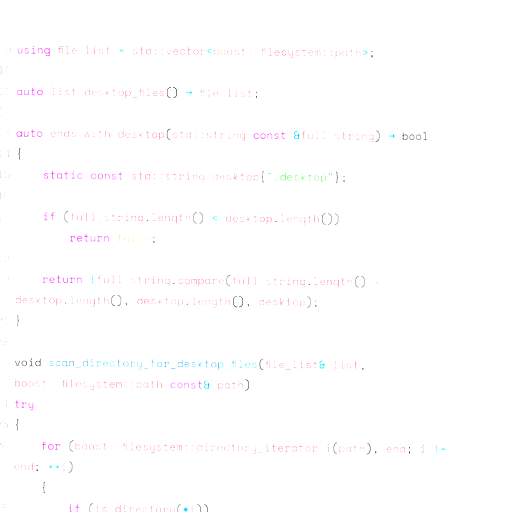 using file_list = std::vector<boost::filesystem::path>;
auto list_desktop_files() -> file_list;
auto ends_with_desktop(std::string const &full_string) -> bool
{
static const std::string desktop{".desktop"};
if (full_string.length() < desktop.length())
return ;
return !full_string.compare(full_string.length() -
desktop.length(), desktop.length(), desktop);
}
void scan_directory_for_desktop_files(file_list& list,
boost::filesystem::path const& path)
try
{
for (boost::filesystem::directory_iterator i(path), end; i !=
end; ++i)
{
if (is_directory(*i))